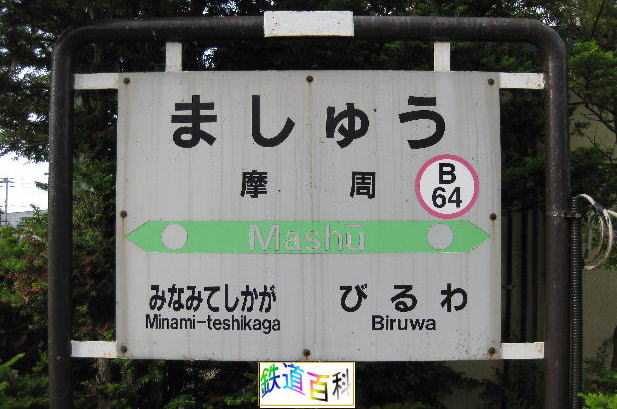 ましゅう
摩周
B
64
Mashū
みなみてしかが びるわ
Minami-teshikaga Biruwa
鉄道百科